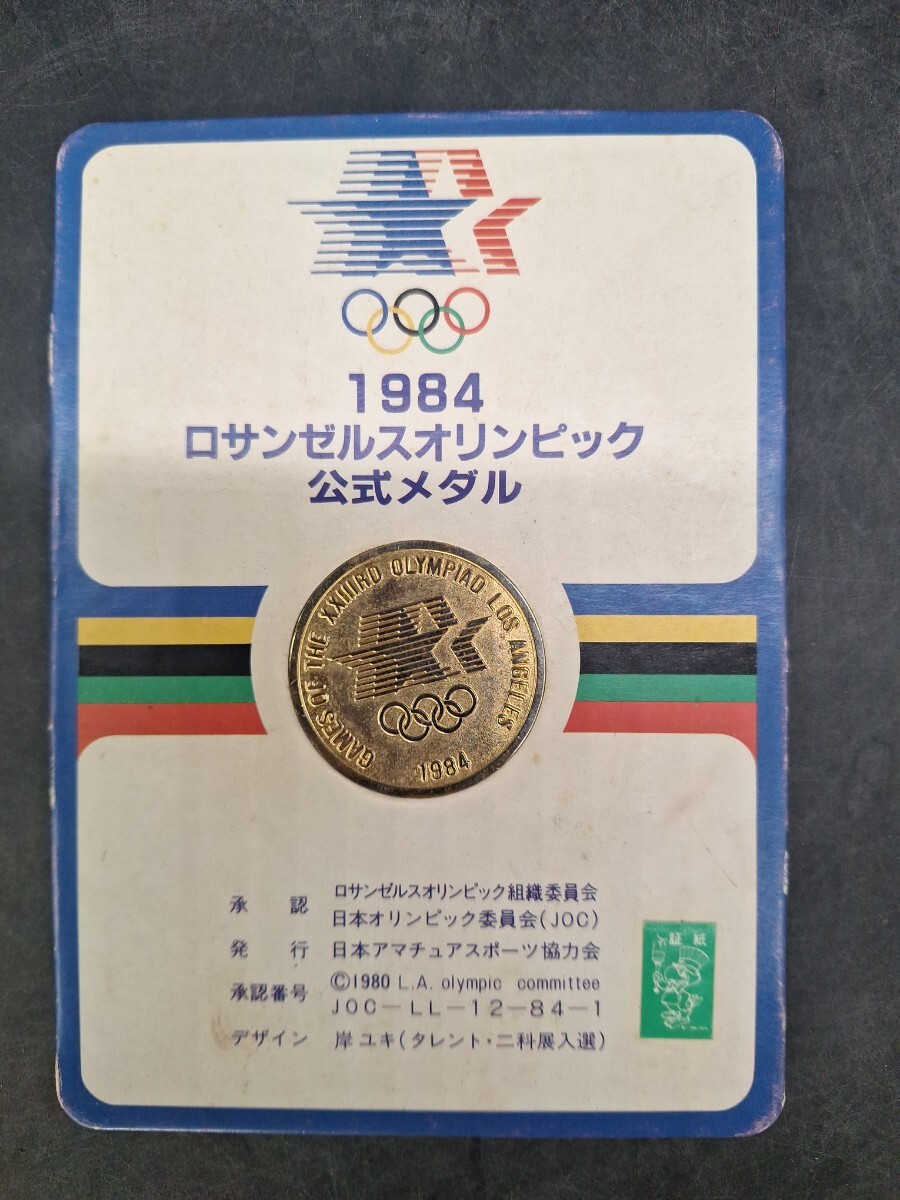 1984
ロサンゼルスオリンピック
公式メダル
GAMES OF THE XXIIIRD OLYMPIAD LOS ANGELES
1984
承認 ロサンゼルスオリンピック組織委員会
日本オリンピック委員会(JOC)
発行 日本アマチュアスポーツ協力会
承認番号 ©1980 L.A. olympic committee
JOC-LL-12-84-1
デザイン 岸ユキ(タレント・二科展入選)
証紙